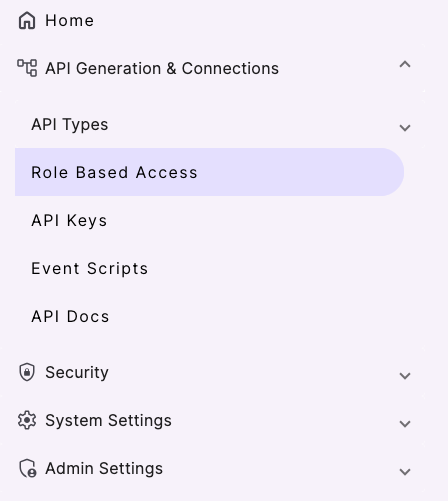 Home
API Generation & Connections
API Types
Role Based Access
API Keys
Event Scripts
API Docs
Security
System Settings
Admin Settings